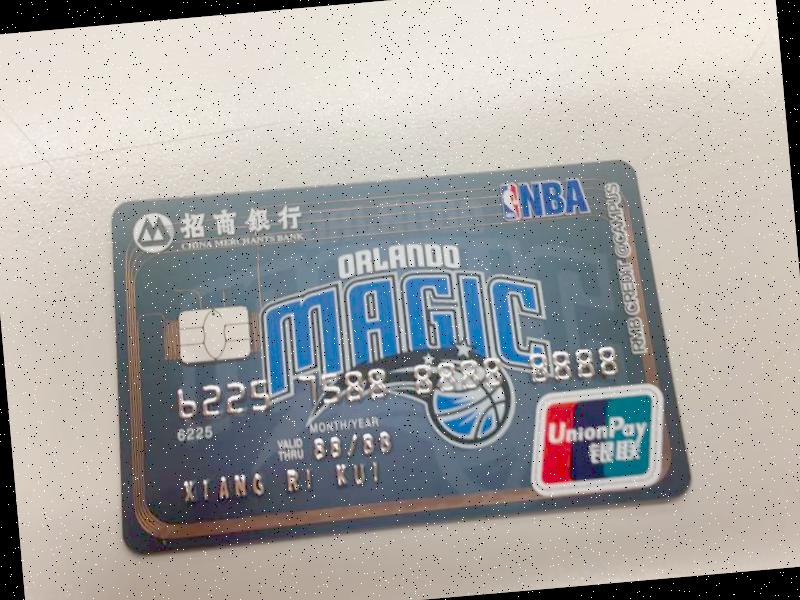 招商银行
CHINA MERCHANTS BANK
NBA
RMB CREDIT CCAMPUS
ORLANDO
MAGIC
6225 7588 8888 8888
6225
MONTH/YEAR
VALID THRU 88/88
XIANG RI KUI
UnionPay
银联